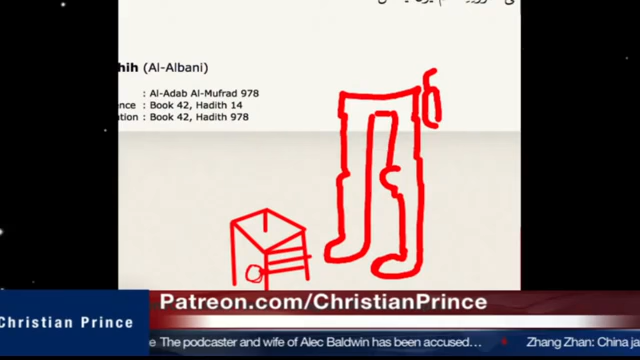 hih (Al-Albani)
: Al-Adab Al-Mufrad 978
ence : Book 42, Hadith 14
ation : Book 42, Hadith 978
Patreon.com/ChristianPrince
Christian Prince
e The podcaster and wife of Alec Baldwin has been accused... Zhang Zhan: China ja